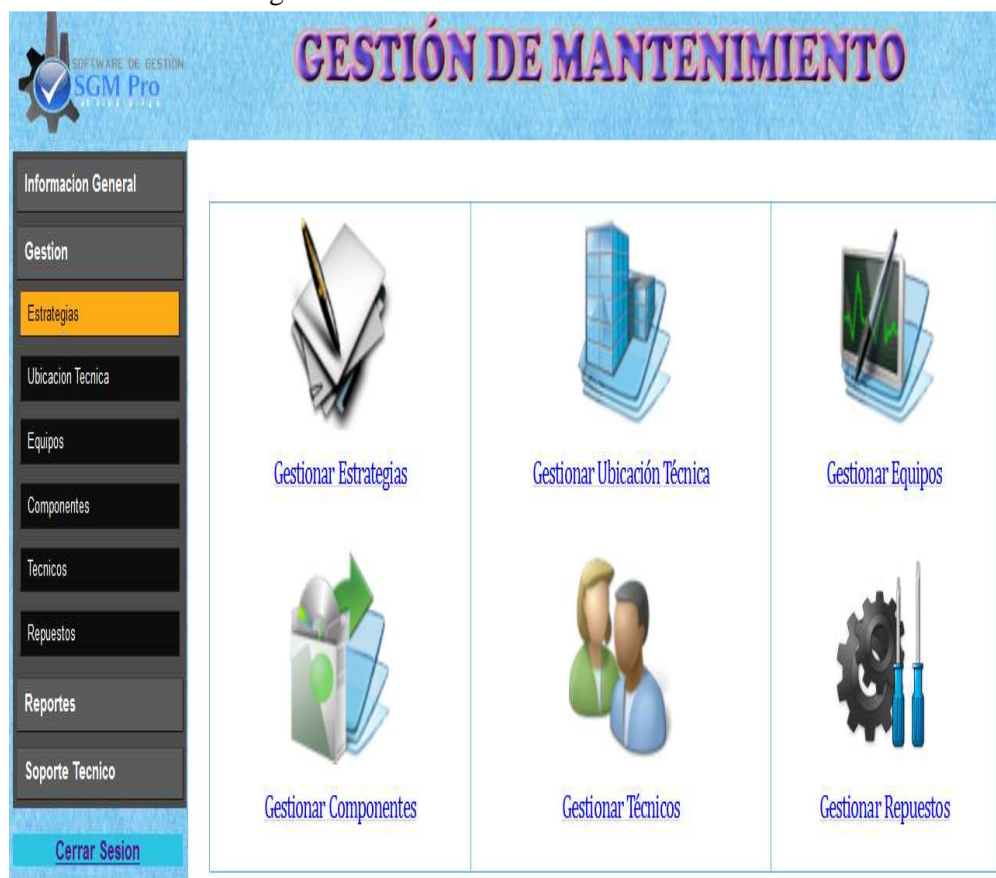 SOFTWARE DE GESTION
SGM Pro
GESTIÓN DE MANTENIMIENTO
Informacion General
Gestion
Estrategias
Ubicacion Tecnica
Equipos
Componentes
Tecnicos
Repuestos
Reportes
Soporte Tecnico
Cerrar Sesion
Gestionar Estrategias
Gestionar Ubicación Técnica
Gestionar Equipos
Gestionar Componentes
Gestionar Técnicos
Gestionar Repuestos